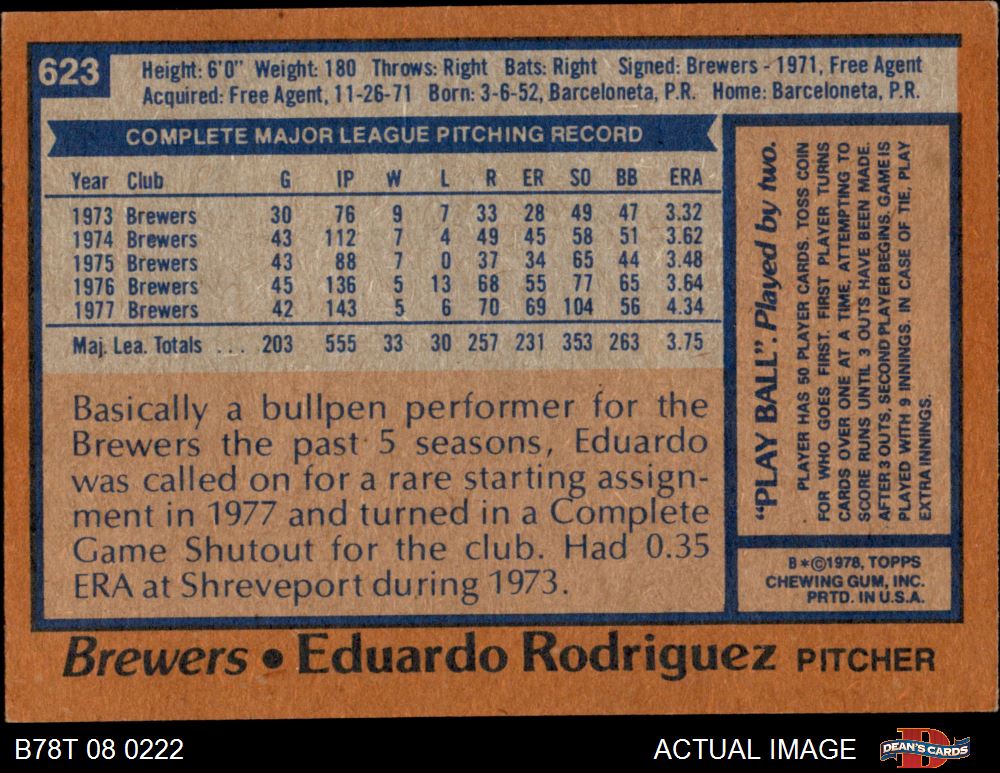 623
Height: 6'0" Weight: 180 Throws: Right Bats: Right Signed: Brewers - 1971, Free Agent
Acquired: Free Agent, 11-26-71 Born: 3-6-52, Barceloneta, P.R. Home: Barceloneta, P.R.
COMPLETE MAJOR LEAGUE PITCHING RECORD
Year Club G IP W L R ER SO BB ERA
1973 Brewers 30 76 9 7 33 28 49 47 3.32
1974 Brewers 43 112 7 4 49 45 58 51 3.62
1975 Brewers 43 88 7 0 37 34 65 44 3.48
1976 Brewers 45 136 5 13 68 55 77 65 3.64
1977 Brewers 42 143 5 6 70 69 104 56 4.34
Maj. Lea. Totals ... 203 555 33 30 257 231 353 263 3.75
Basically a bullpen performer for the
Brewers the past 5 seasons, Eduardo
was called on for a rare starting assign-
ment in 1977 and turned in a Complete
Game Shutout for the club. Had 0.35
ERA at Shreveport during 1973.
"PLAY BALL". Played by two.
PLAYER HAS 50 PLAYER CARDS. TOSS COIN
FOR WHO GOES FIRST. FIRST PLAYER TURNS
CARDS OVER ONE AT A TIME, ATTEMPTING TO
SCORE RUNS UNTIL 3 OUTS HAVE BEEN MADE.
AFTER 3 OUTS, SECOND PLAYER BEGINS. GAME IS
PLAYED WITH 9 INNINGS. IN CASE OF TIE, PLAY
EXTRA INNINGS.
B*©1978, TOPPS
CHEWING GUM, INC.
PRTD. IN U.S.A.
Brewers • Eduardo Rodriguez PITCHER
B78T 08 0222
ACTUAL IMAGE
DEAN'S CARDS